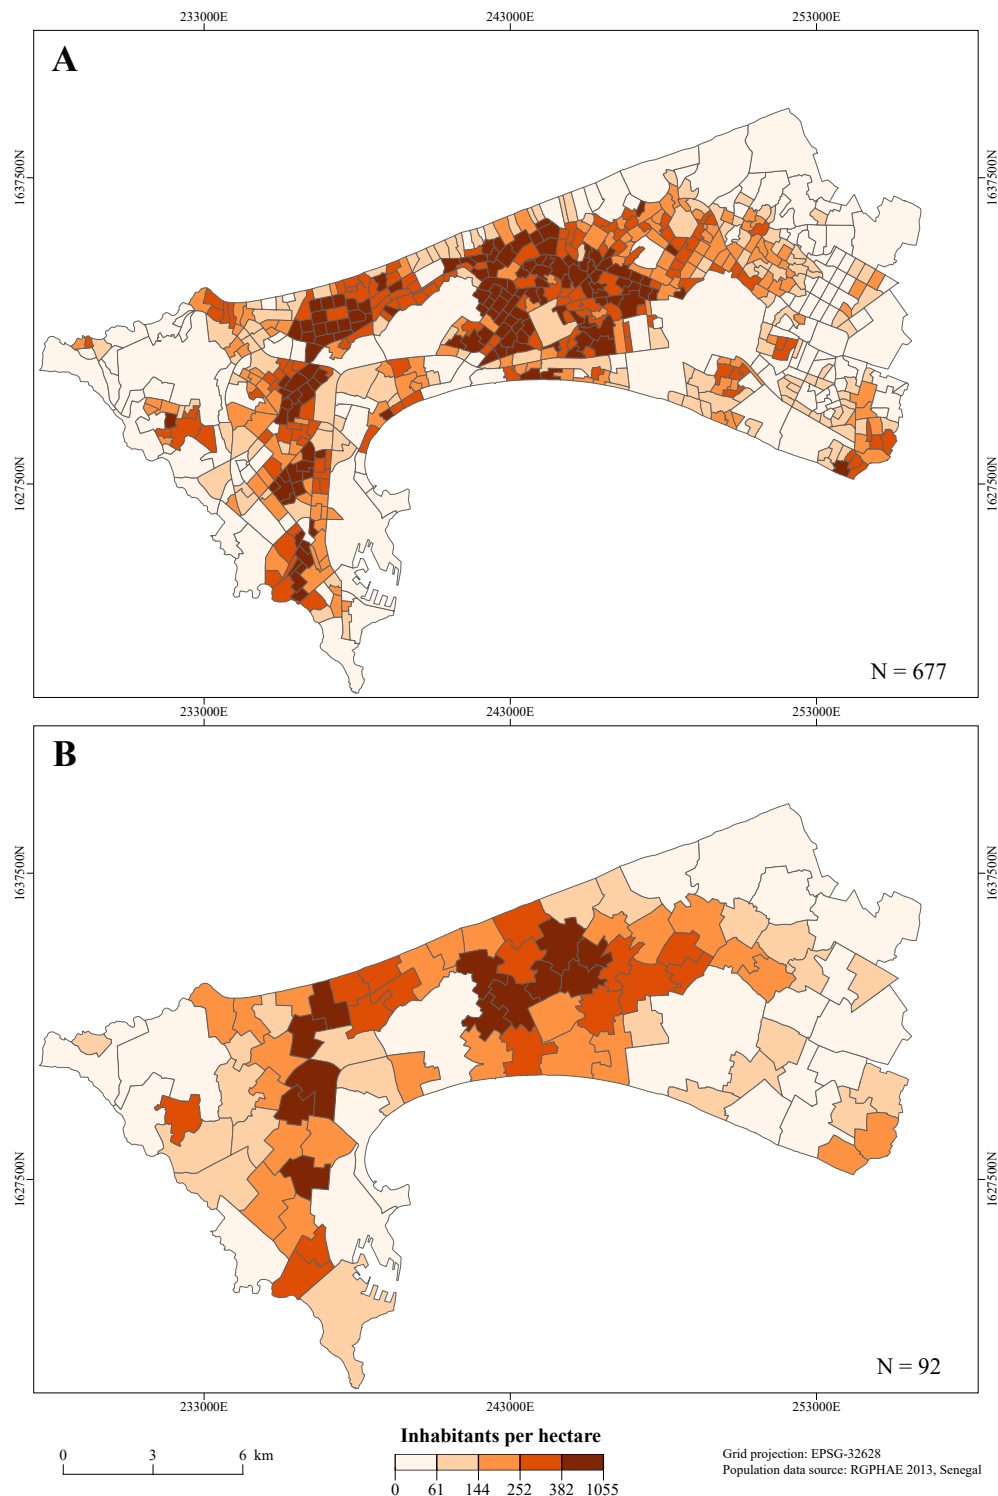 233000E 243000E 253000E
A
1637500N 1637500N
1627500N 1627500N
N = 677
233000E 243000E 253000E
B
1637500N 1637500N
1627500N 1627500N
N = 92
233000E 243000E 253000E
Inhabitants per hectare
0 3 6 km
0 61 144 252 382 1055
Grid projection: EPSG-32628
Population data source: RGPHAE 2013, Senegal